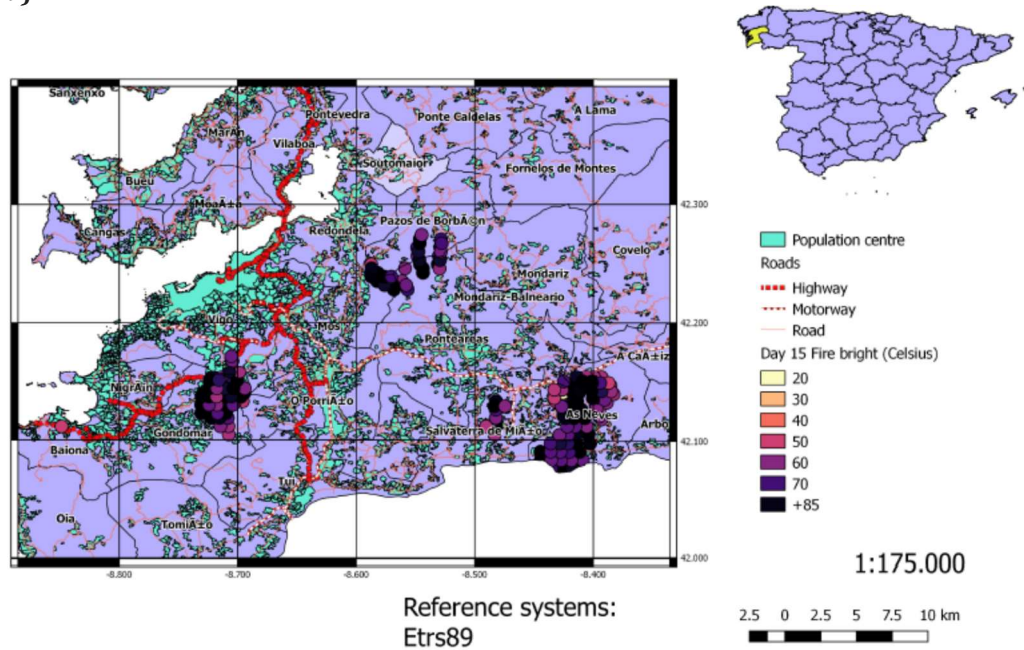 Sanxenxo
Pontevedra
Ponte Caldelas
A Lama
MarÃn
Vilaboa
Soutomaior
Fornelos de Montes
Bueu
MoaÃ±a
42.300
Pazos de BorbÃ©n
Cangas
Redondela
Covelo
Mondariz
Mondariz-Balneario
Vigo
Mos
42.200
Ponteareas
A CaÃ±iz
NigrÃ¡n
O PorriÃ±o
As Neves
Gondomar
Salvaterra de MiÃ±o
Arbo
42.100
Baiona
Tui
Oia
TomiÃ±o
42.000
-8.800
-8.700
-8.600
-8.500
-8.400
Population centre
Roads
Highway
Motorway
Road
Day 15 Fire bright (Celsius)
20
30
40
50
60
70
+85
1:175.000
Reference systems:
Etrs89
2.5 0 2.5 5 7.5 10 km